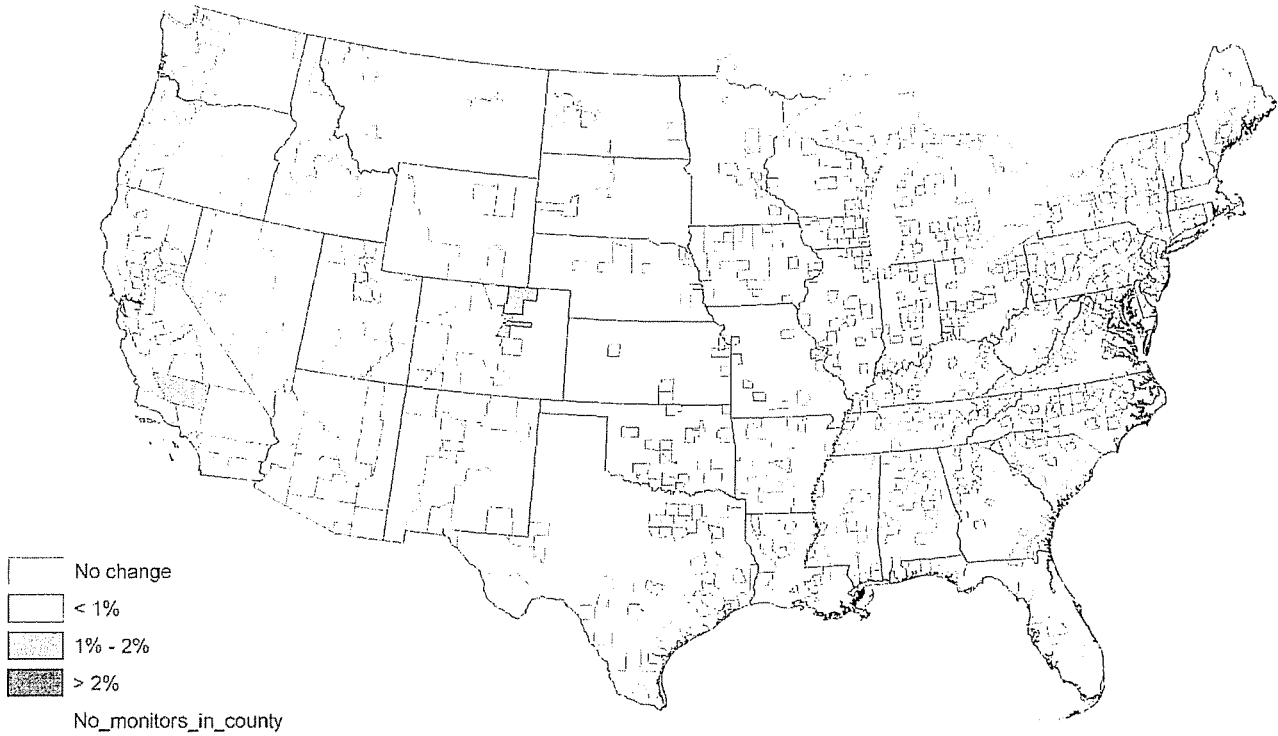 No change
< 1%
1% - 2%
> 2%
No_monitors_in_county